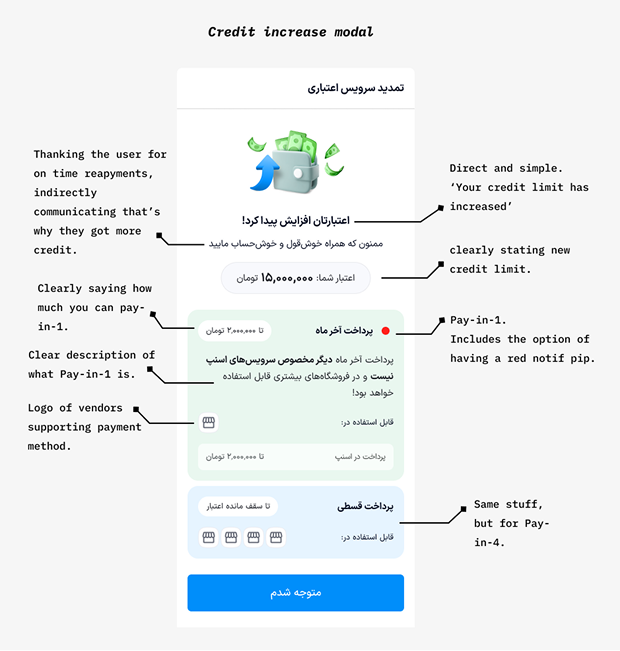 Credit increase modal
تمدید سرویس اعتباری
Thanking the user for
on time reapyments,
indirectly
communicating that’s
why they got more
credit.
Direct and simple.
‘Your credit limit has
increased’
اعتبارتان افزایش پیدا کرد!
ممنون که همراه خوش‌قول و خوش‌حساب مایید
clearly stating new
credit limit.
اعتبار شما: ۱۵,۰۰۰,۰۰۰ تومان
Clearly saying how
much you can pay-
in-1.
پرداخت آخر ماه
تا ۲,۰۰۰,۰۰۰ تومان
Pay-in-1.
Includes the option of
having a red notif pip.
Clear description of
what Pay-in-1 is.
پرداخت آخر ماه دیگر مخصوص سرویس‌های اسنپ
نیست و در فروشگاه‌های بیشتری قابل استفاده
خواهد بود!
Logo of vendors
supporting payment
method.
قابل استفاده در:
پرداخت در اسنپ
تا ۲,۰۰۰,۰۰۰ تومان
پرداخت قسطی
تا سقف مانده اعتبار
قابل استفاده در:
Same stuff,
but for Pay-
in-4.
متوجه شدم